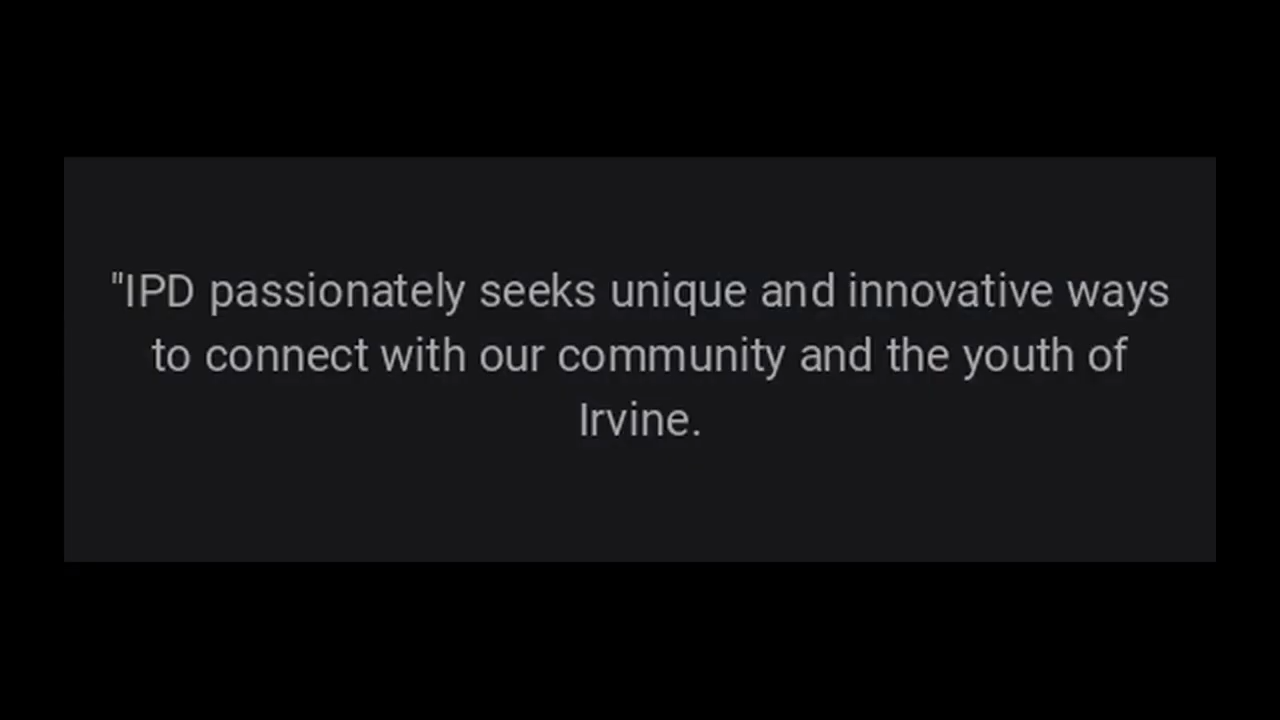 "IPD passionately seeks unique and innovative ways
to connect with our community and the youth of
Irvine.